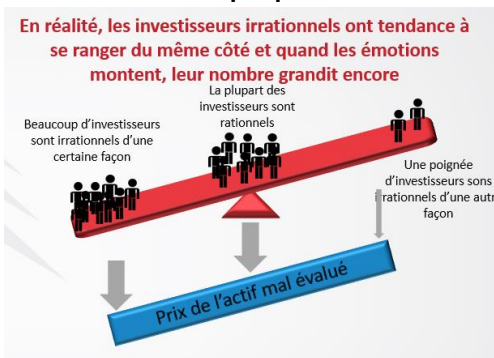 En réalité, les investisseurs irrationnels ont tendance à
se ranger du même côté et quand les émotions
montent, leur nombre grandit encore
La plupart des
investisseurs sont
rationnels
Beaucoup d'investisseurs
sont irrationnels d'une
certaine façon
Une poignée
d'investisseurs sons
irrationnels d'une autr
façon
Prix de l'actif mal évalué